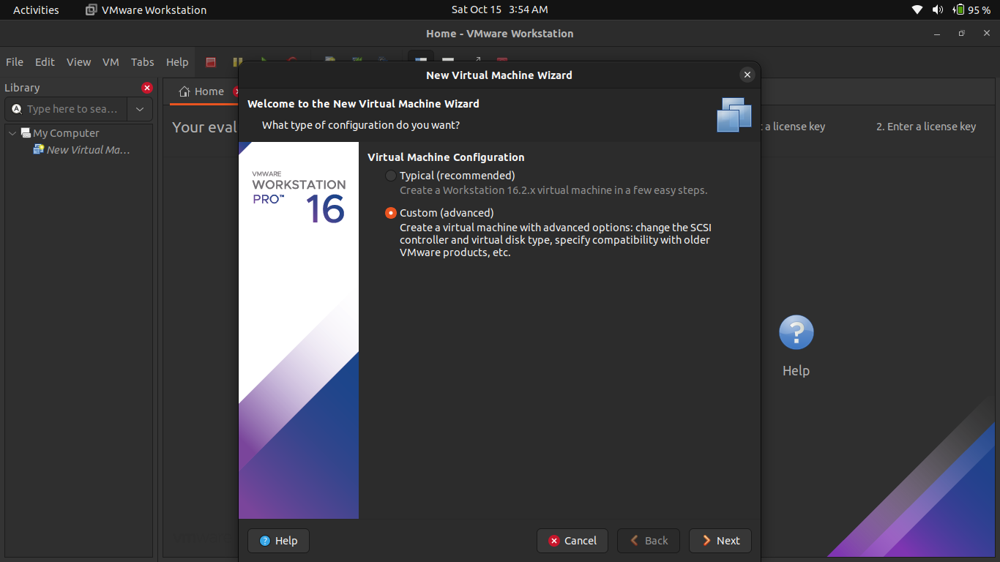 Activities VMware Workstation Sat Oct 15 3:54 AM 95 %
Home - VMware Workstation
File Edit View VM Tabs Help
New Virtual Machine Wizard
Library
Home
Type here to sea...
Welcome to the New Virtual Machine Wizard
What type of configuration do you want?
Your eval
a license key 2. Enter a license key
My Computer
New Virtual Ma...
VMWARE
WORKSTATION
PRO™ 16
Virtual Machine Configuration
Typical (recommended)
Create a Workstation 16.2.x virtual machine in a few easy steps.
Custom (advanced)
Create a virtual machine with advanced options: change the SCSI
controller and virtual disk type, specify compatibility with older
VMware products, etc.
Help
Help Cancel Back Next